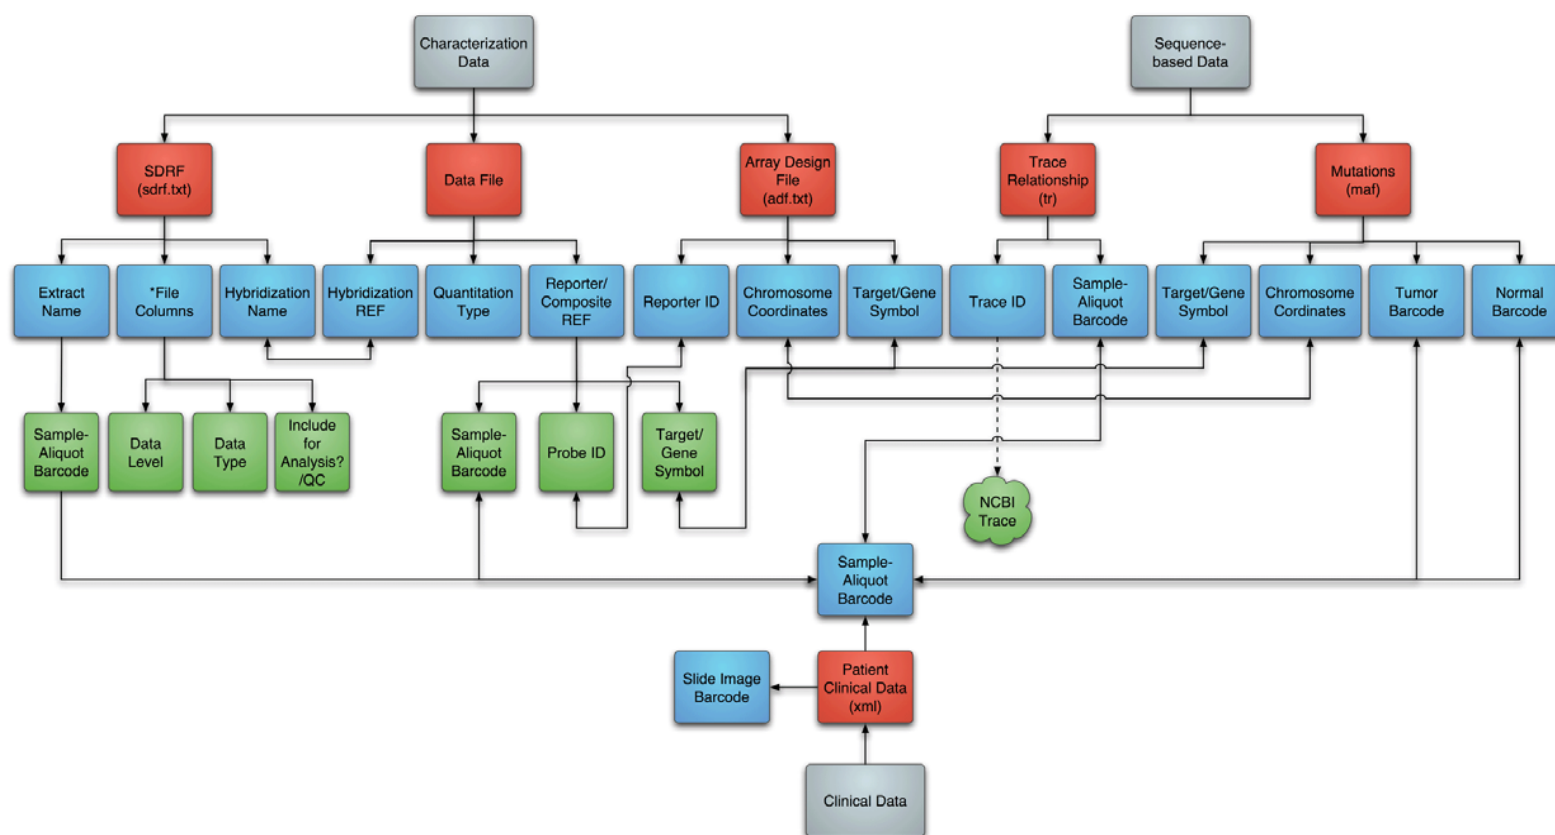 Characterization
Data
Sequence-
based Data
SDRF
(sdrf.txt)
Data File
Array Design
File
(adf.txt)
Trace
Relationship
(tr)
Mutations
(maf)
Extract
Name
*File
Columns
Hybridization
Name
Hybridization
REF
Quantitation
Type
Reporter/
Composite
REF
Reporter ID
Chromosome
Coordinates
Target/Gene
Symbol
Trace ID
Sample-
Aliquot
Barcode
Target/Gene
Symbol
Chromosome
Cordinates
Tumor
Barcode
Normal
Barcode
Sample-
Aliquot
Barcode
Data
Level
Data
Type
Include
for
Analysis?
/QC
Sample-
Aliquot
Barcode
Probe ID
Target/
Gene
Symbol
NCBI
Trace
Sample-
Aliquot
Barcode
Slide Image
Barcode
Patient
Clinical Data
(xml)
Clinical Data